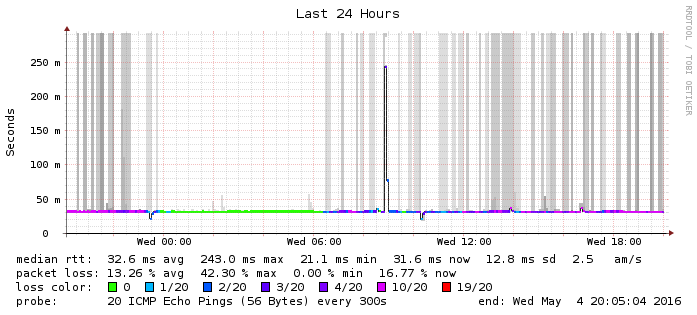 Last 24 Hours
RRDTOOL / TOBI OETIKER
Seconds
250 m
200 m
150 m
100 m
50 m
0
Wed 00:00 Wed 06:00 Wed 12:00 Wed 18:00
median rtt: 32.6 ms avg 243.0 ms max 21.1 ms min 31.6 ms now 12.8 ms sd 2.5 am/s
packet loss: 13.26 % avg 42.30 % max 0.00 % min 16.77 % now
loss color: 0 1/20 2/20 3/20 4/20 10/20 19/20
probe: 20 ICMP Echo Pings (56 Bytes) every 300s end: Wed May 4 20:05:04 2016